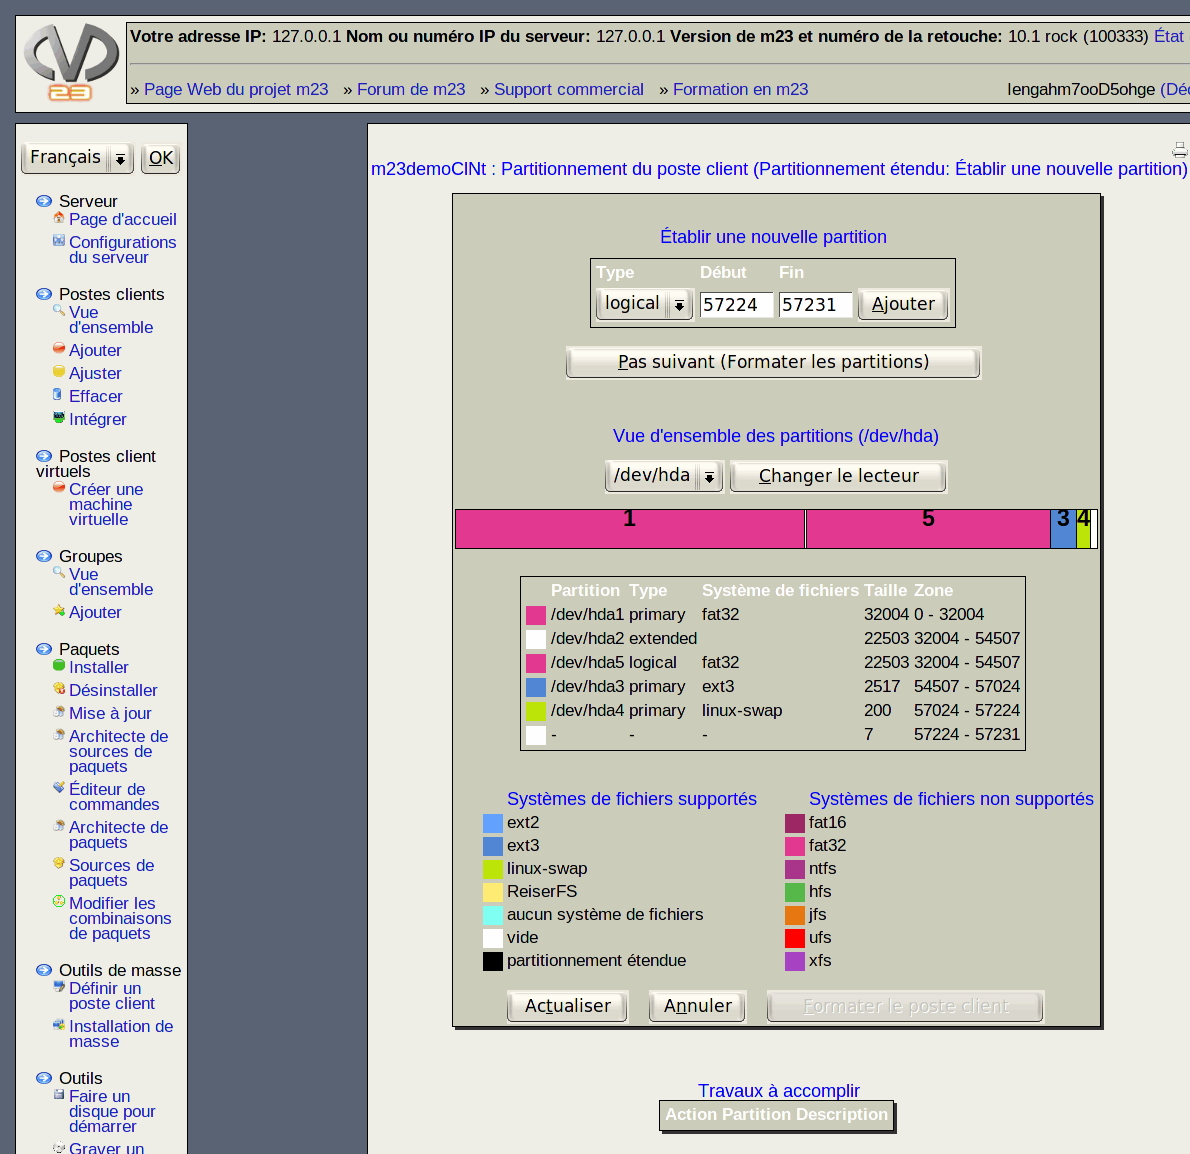 Votre adresse IP: 127.0.0.1 Nom ou numéro IP du serveur: 127.0.0.1 Version de m23 et numéro de la retouche: 10.1 rock (100333) État
» Page Web du projet m23 » Forum de m23 » Support commercial » Formation en m23 Iengahm7ooD5ohge (Déc
23
Français OK
Serveur
Page d'accueil
Configurations
du serveur
Postes clients
Vue
d'ensemble
Ajouter
Ajuster
Effacer
Intégrer
Postes client
virtuels
Créer une
machine
virtuelle
Groupes
Vue
d'ensemble
Ajouter
Paquets
Installer
Désinstaller
Mise à jour
Architecte de
sources de
paquets
Éditeur de
commandes
Architecte de
paquets
Sources de
paquets
Modifier les
combinaisons
de paquets
Outils de masse
Définir un
poste client
Installation de
masse
Outils
Faire un
disque pour
démarrer
Graver un
m23demoClNt : Partitionnement du poste client (Partitionnement étendu: Établir une nouvelle partition)
Établir une nouvelle partition
Type Début Fin
logical 57224 57231 Ajouter
Pas suivant (Formater les partitions)
Vue d'ensemble des partitions (/dev/hda)
/dev/hda Changer le lecteur
1 5 3 4
Partition Type Système de fichiers Taille Zone
/dev/hda1 primary fat32 32004 0 - 32004
/dev/hda2 extended 22503 32004 - 54507
/dev/hda5 logical fat32 22503 32004 - 54507
/dev/hda3 primary ext3 2517 54507 - 57024
/dev/hda4 primary linux-swap 200 57024 - 57224
- - - 7 57224 - 57231
Systèmes de fichiers supportés Systèmes de fichiers non supportés
ext2 fat16
ext3 fat32
linux-swap ntfs
ReiserFS hfs
aucun système de fichiers jfs
vide ufs
partitionnement étendue xfs
Actualiser Annuler Formater le poste client
Travaux à accomplir
Action Partition Description